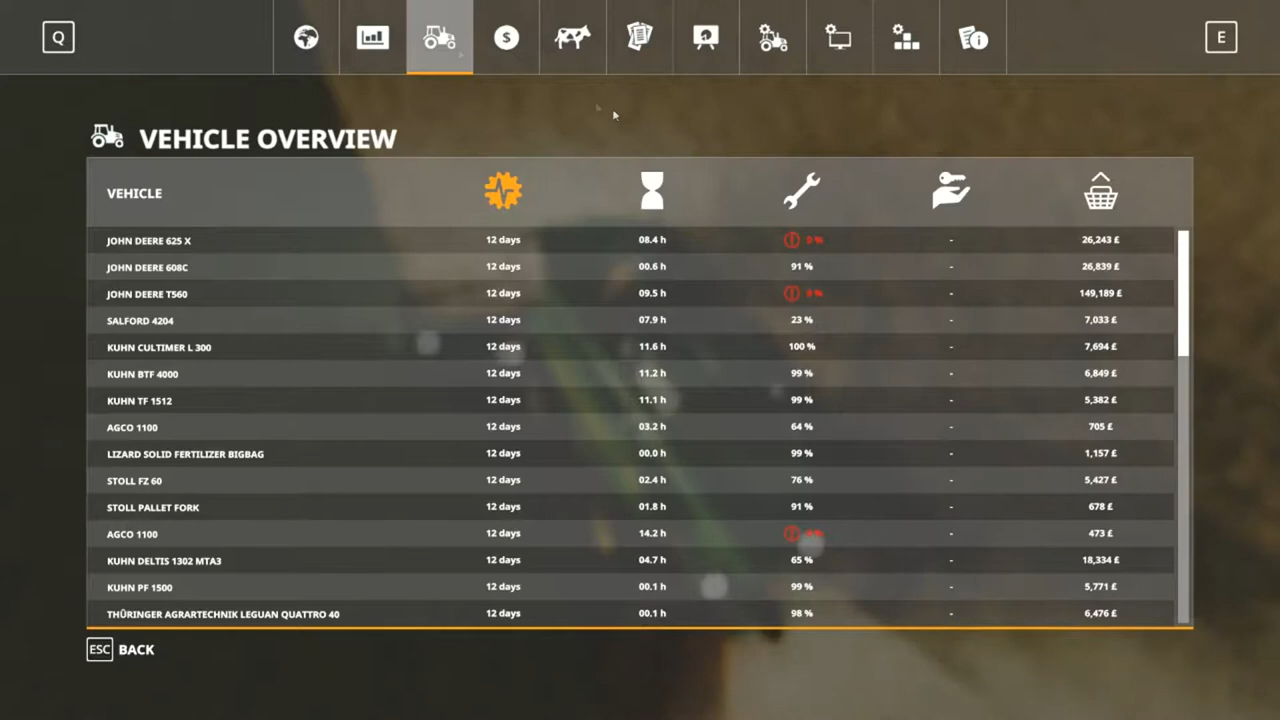 Q
$
E
VEHICLE OVERVIEW
VEHICLE
JOHN DEERE 625 X 12 days 08.4 h 0 % - 26,243 £
JOHN DEERE 608C 12 days 00.6 h 91 % - 26,839 £
JOHN DEERE T560 12 days 09.5 h - 149,189 £
SALFORD 4204 12 days 07.9 h 23 % - 7,033 £
KUHN CULTIMER L 300 12 days 11.6 h 100 % - 7,694 £
KUHN BTF 4000 12 days 11.2 h 99 % - 6,849 £
KUHN TF 1512 12 days 11.1 h 99 % - 5,382 £
AGCO 1100 12 days 03.2 h 64 % - 705 £
LIZARD SOLID FERTILIZER BIGBAG 12 days 00.0 h 99 % - 1,157 £
STOLL FZ 60 12 days 02.4 h 76 % - 5,427 £
STOLL PALLET FORK 12 days 01.8 h 91 % - 678 £
AGCO 1100 12 days 14.2 h - 473 £
KUHN DELTIS 1302 MTA3 12 days 04.7 h 65 % - 18,334 £
KUHN PF 1500 12 days 00.1 h 99 % - 5,771 £
THÜRINGER AGRARTECHNIK LEGUAN QUATTRO 40 12 days 00.1 h 98 % - 6,476 £
ESC BACK